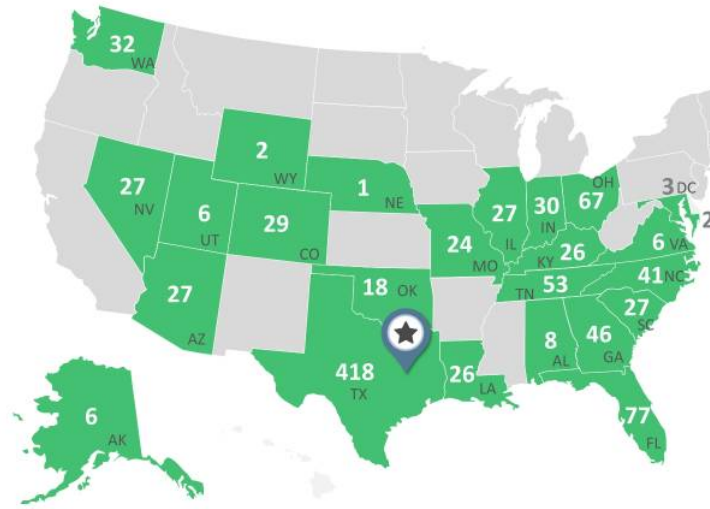 32
WA
2
WY
27
NV
6
UT
29
CO
1
NE
27
AZ
18 OK
418
TX
24
MO
27
IL
30
IN
OH
67
3 DC
2
26
KY
6
VA
53
TN
41 NC
27
SC
8
AL
46
GA
26
LA
77
FL
6
AK